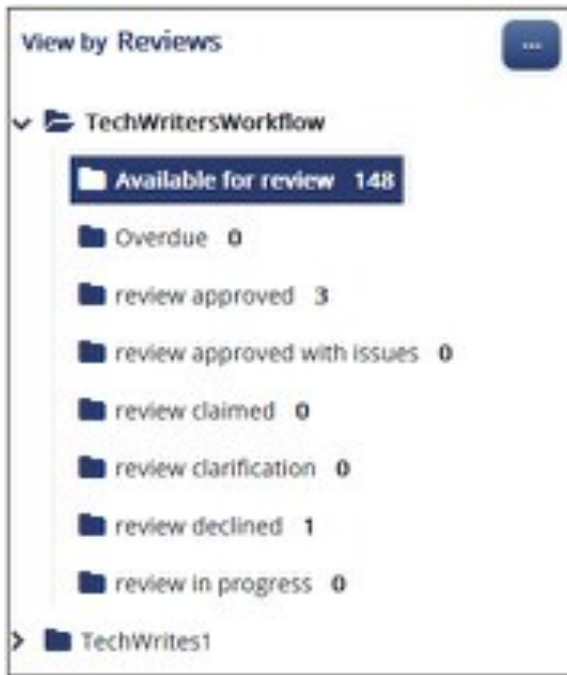 View by Reviews
...
TechWritersWorkflow
Available for review 148
Overdue 0
review approved 3
review approved with issues 0
review claimed 0
review clarification 0
review declined 1
review in progress 0
TechWrites1